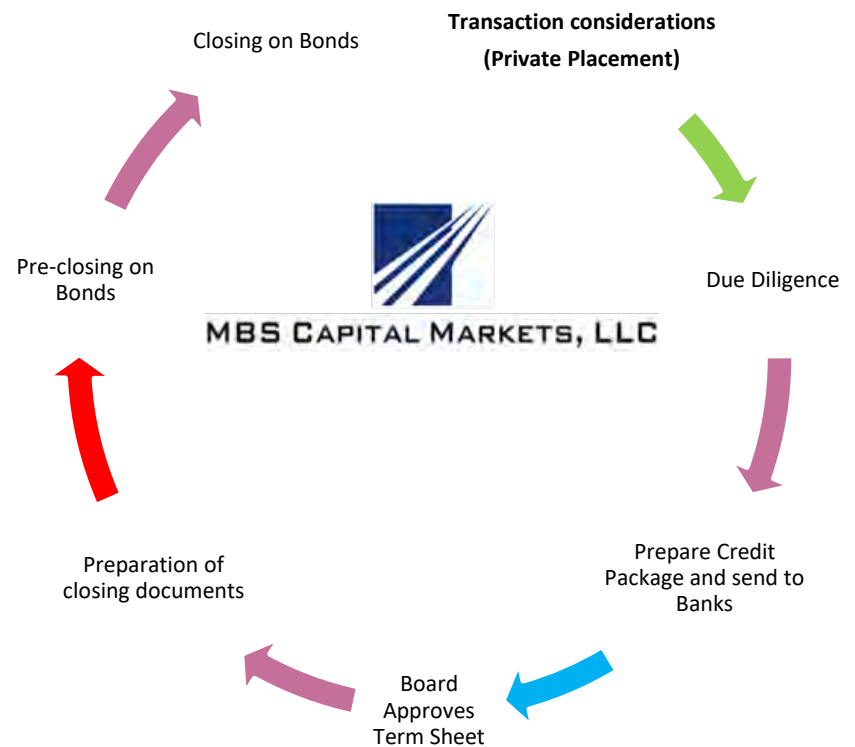 Transaction considerations
(Private Placement)
Due Diligence
Prepare Credit
Package and send to
Banks
Board
Approves
Term Sheet
Preparation of
closing documents
Pre-closing on
Bonds
Closing on Bonds
MBS CAPITAL MARKETS, LLC